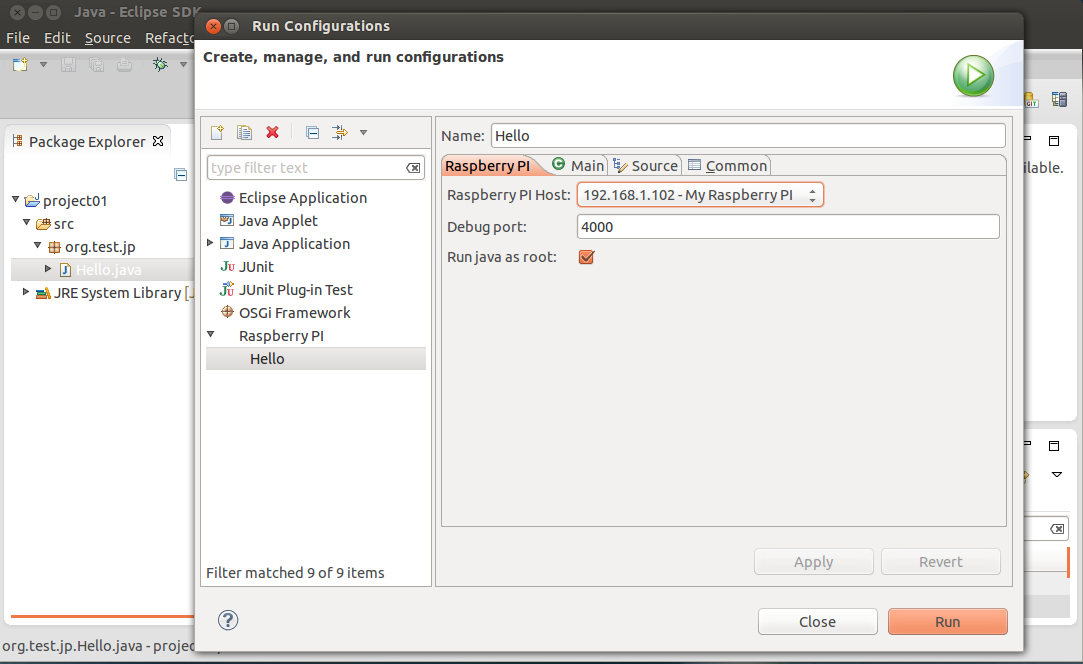 Java - Eclipse SDK
File Edit Source Refacto
Package Explorer
project01
src
org.test.jp
Hello.java
JRE System Library [J
org.test.jp.Hello.java - projec
Run Configurations
Create, manage, and run configurations
type filter text
Eclipse Application
Java Applet
Java Application
JUnit
JUnit Plug-in Test
OSGi Framework
Raspberry PI
Hello
Filter matched 9 of 9 items
Name: Hello
Raspberry PI Main Source Common
Raspberry PI Host: 192.168.1.102 - My Raspberry PI
Debug port: 4000
Run java as root:
Apply Revert
Close Run
GIT
ilable.